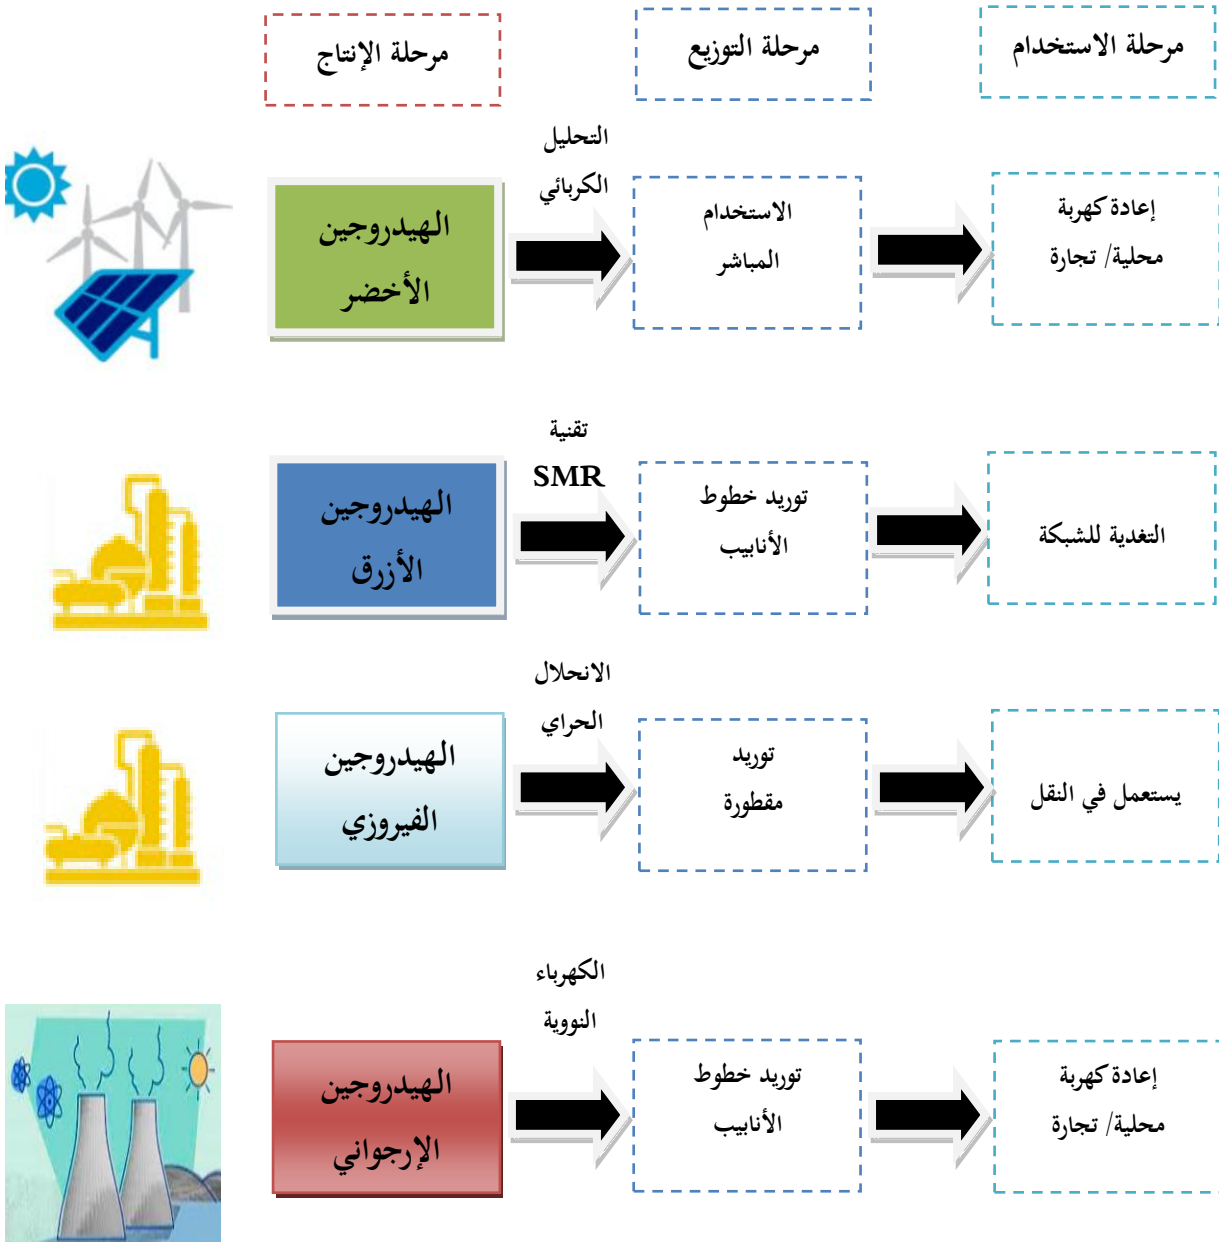 مرحلة الإنتاج
مرحلة التوزيع
مرحلة الاستخدام
الهيدروجين
الأخضر
التحليل
الكربائي
الاستخدام
المباشر
إعادة كهربة
محلية/ تجارة
الهيدروجين
الأزرق
تقنية
SMR
توريد خطوط
الأنابيب
التغدية للشبكة
الهيدروجين
الفيروزي
الانحلال
الحراي
توريد
مقطورة
يستعمل في النقل
الهيدروجين
الإرجواني
الكهرباء
النووية
توريد خطوط
الأنابيب
إعادة كهربة
محلية/ تجارة